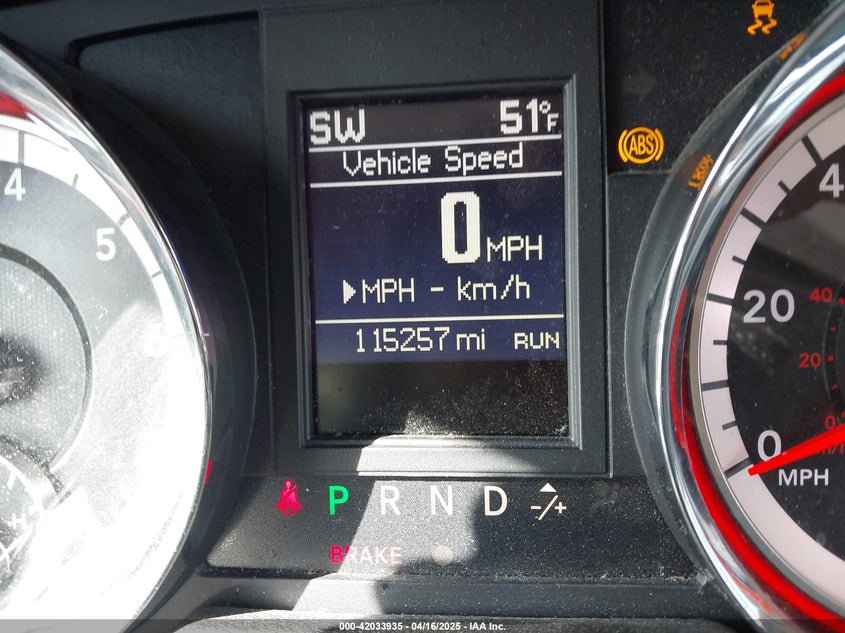 SW 51°F
Vehicle Speed
0 MPH
MPH - km/h
115257 mi RUN
P R N D -/+
BRAKE
ABS
4
5
4
20
0
MPH
40
20
0
000-42033935 - 04/16/2025 - IAA Inc.